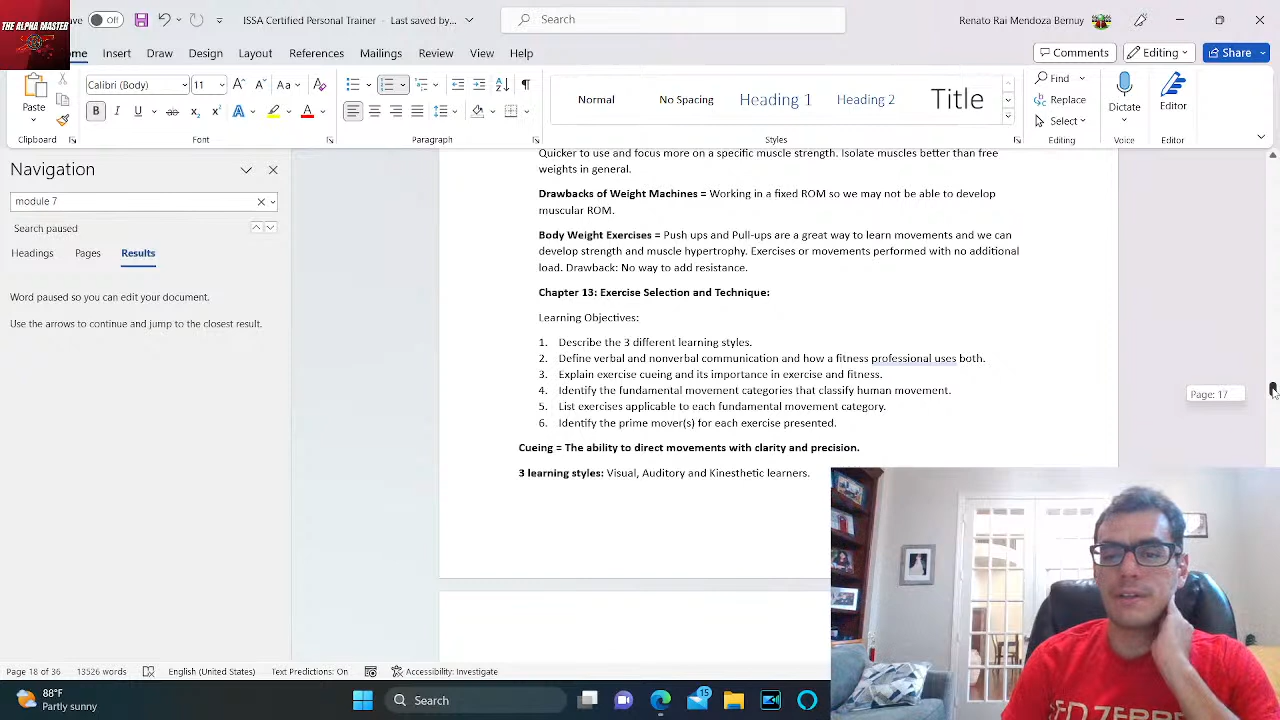 THE ALPHA MASTER
Off
ISSA Certified Personal Trainer - Last saved by...
Search
Renato Rai Mendoza Bernuy
Insert Draw Design Layout References Mailings Review View Help
Comments Editing Share
Paste
Clipboard
Calibri (Body) 11
Font
Paragraph
Normal No Spacing Heading 1 Heading 2 Title
Styles
Find
Replace
Select
Editing
Dictate
Voice
Editor
Editor
Navigation
module 7
Search paused
Headings Pages Results
Word paused so you can edit your document.
Use the arrows to continue and jump to the closest result.
Quicker to use and focus more on a specific muscle strength. Isolate muscles better than free
weights in general.
Drawbacks of Weight Machines = Working in a fixed ROM so we may not be able to develop
muscular ROM.
Body Weight Exercises = Push ups and Pull-ups are a great way to learn movements and we can
develop strength and muscle hypertrophy. Exercises or movements performed with no additional
load. Drawback: No way to add resistance.
Chapter 13: Exercise Selection and Technique:
Learning Objectives:
1. Describe the 3 different learning styles.
2. Define verbal and nonverbal communication and how a fitness professional uses both.
3. Explain exercise cueing and its importance in exercise and fitness.
4. Identify the fundamental movement categories that classify human movement.
5. List exercises applicable to each fundamental movement category.
6. Identify the prime mover(s) for each exercise presented.
Cueing = The ability to direct movements with clarity and precision.
3 learning styles: Visual, Auditory and Kinesthetic learners.
Page: 17
Page 18 of 36 18526 words English (United States) Text Predictions: On Accessibility: Investigate
88°F
Partly sunny
Search
15